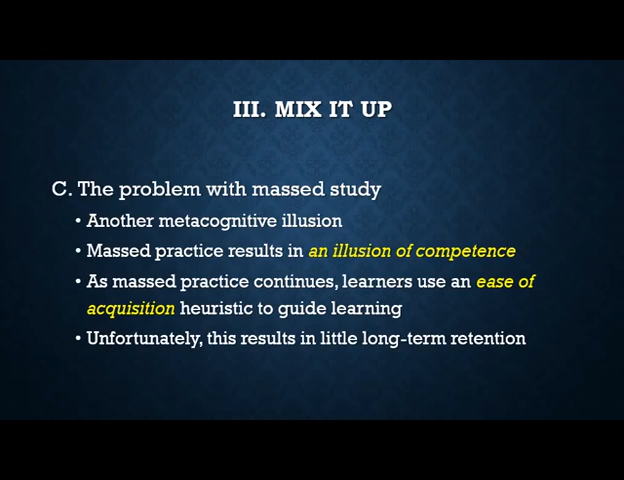 III. MIX IT UP
C. The problem with massed study
• Another metacognitive illusion
• Massed practice results in an illusion of competence
• As massed practice continues, learners use an ease of
acquisition heuristic to guide learning
• Unfortunately, this results in little long-term retention